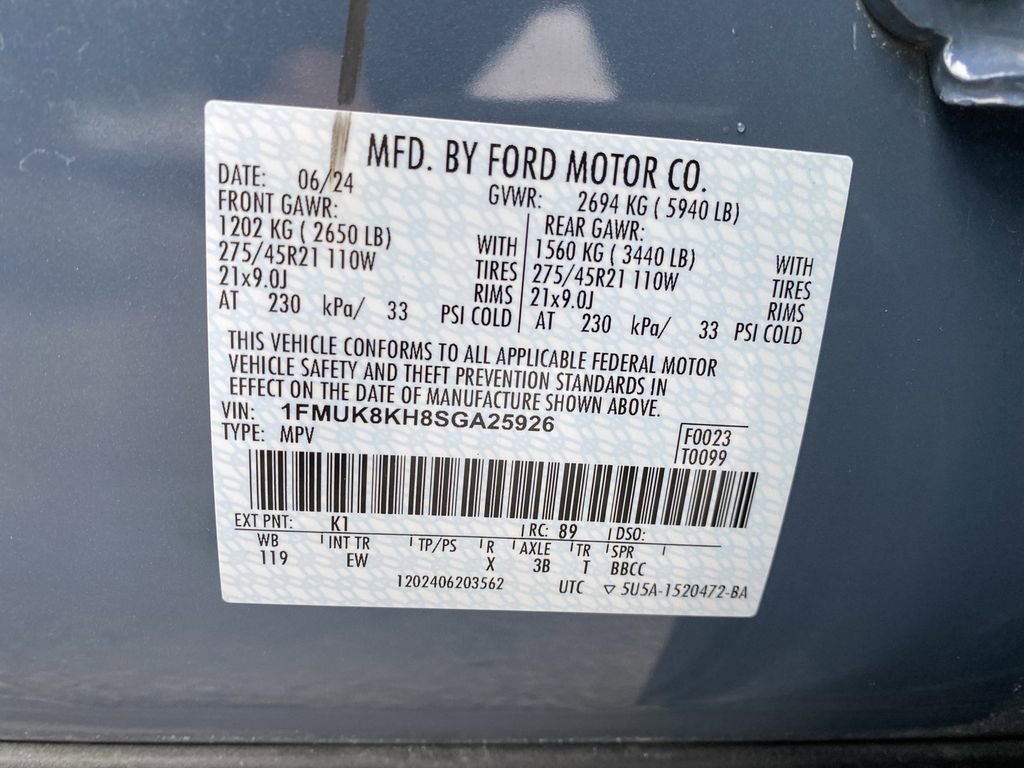 MFD. BY FORD MOTOR CO.
DATE: 06/24 GVWR: 2694 KG ( 5940 LB)
FRONT GAWR: REAR GAWR:
1202 KG ( 2650 LB) WITH 1560 KG ( 3440 LB) WITH
275/45R21 110W TIRES 275/45R21 110W TIRES
21x9.0J RIMS 21x9.0J RIMS
AT 230 kPa/ 33 PSI COLD AT 230 kPa/ 33 PSI COLD
THIS VEHICLE CONFORMS TO ALL APPLICABLE FEDERAL MOTOR
VEHICLE SAFETY AND THEFT PREVENTION STANDARDS IN
EFFECT ON THE DATE OF MANUFACTURE SHOWN ABOVE.
VIN: 1FMUK8KH8SGA25926
TYPE: MPV
F0023
T0099
EXT PNT: K1 RC: 89 DSO:
WB INT TR TP/PS R AXLE TR SPR
119 EW X 3B T BBCC
1202406203562 UTC ▽ 5U5A-1520472-BA